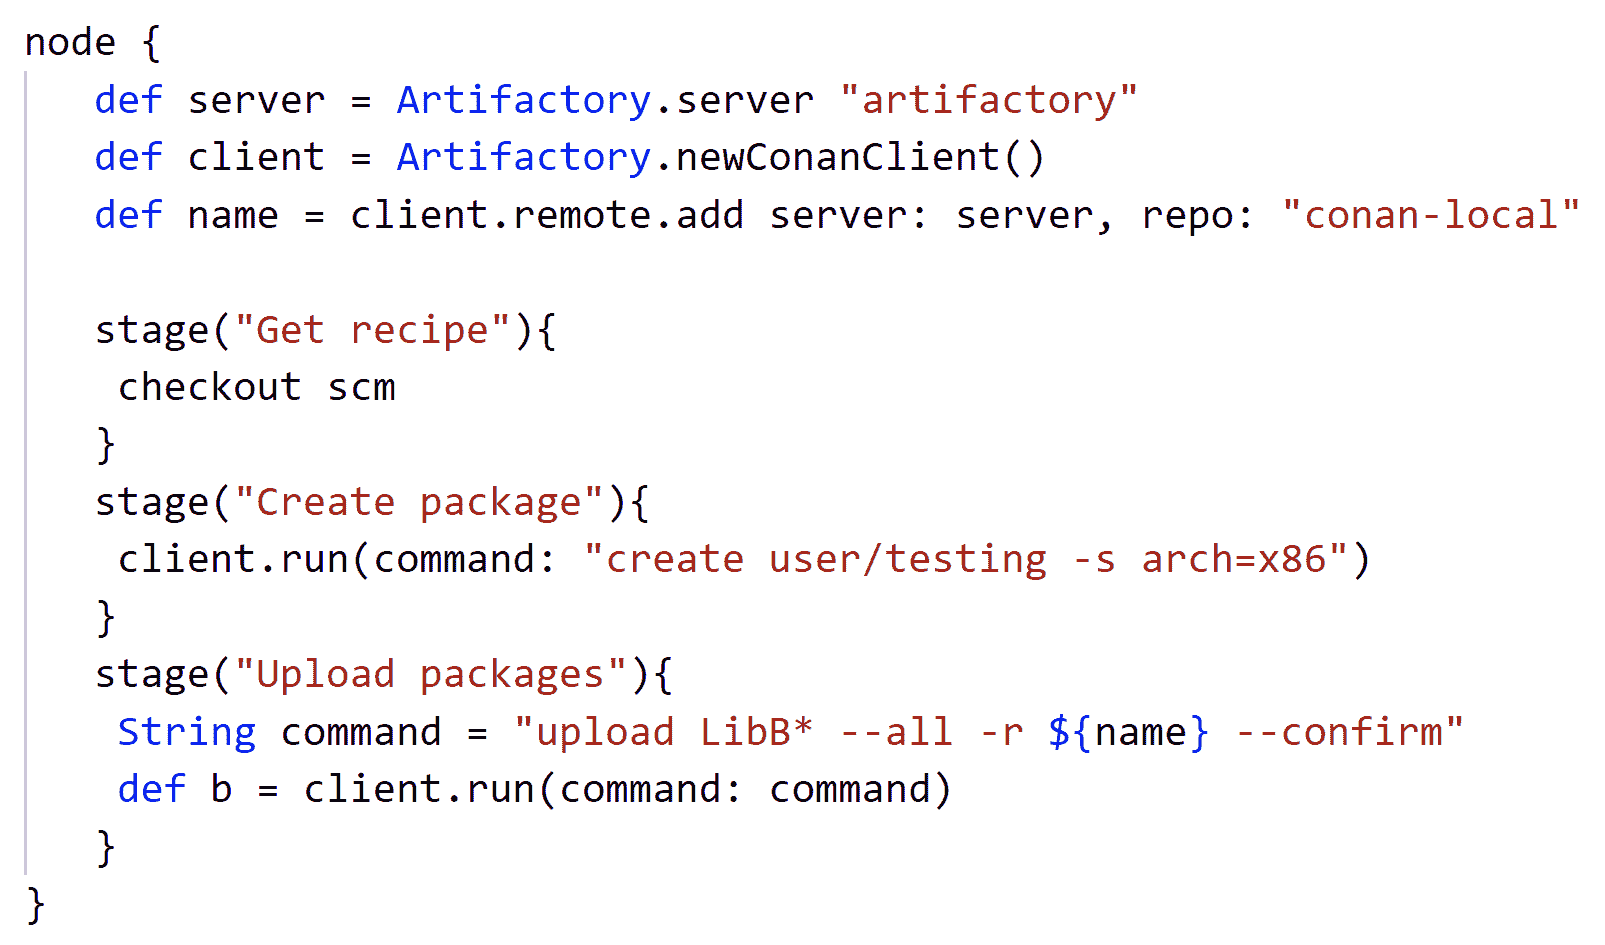 node {
   def server = Artifactory.server "artifactory"
   def client = Artifactory.newConanClient()
   def name = client.remote.add server: server, repo: "conan-local"

   stage("Get recipe"){
    checkout scm
   }
   stage("Create package"){
    client.run(command: "create user/testing -s arch=x86")
   }
   stage("Upload packages"){
    String command = "upload LibB* --all -r ${name} --confirm"
    def b = client.run(command: command)
   }
}